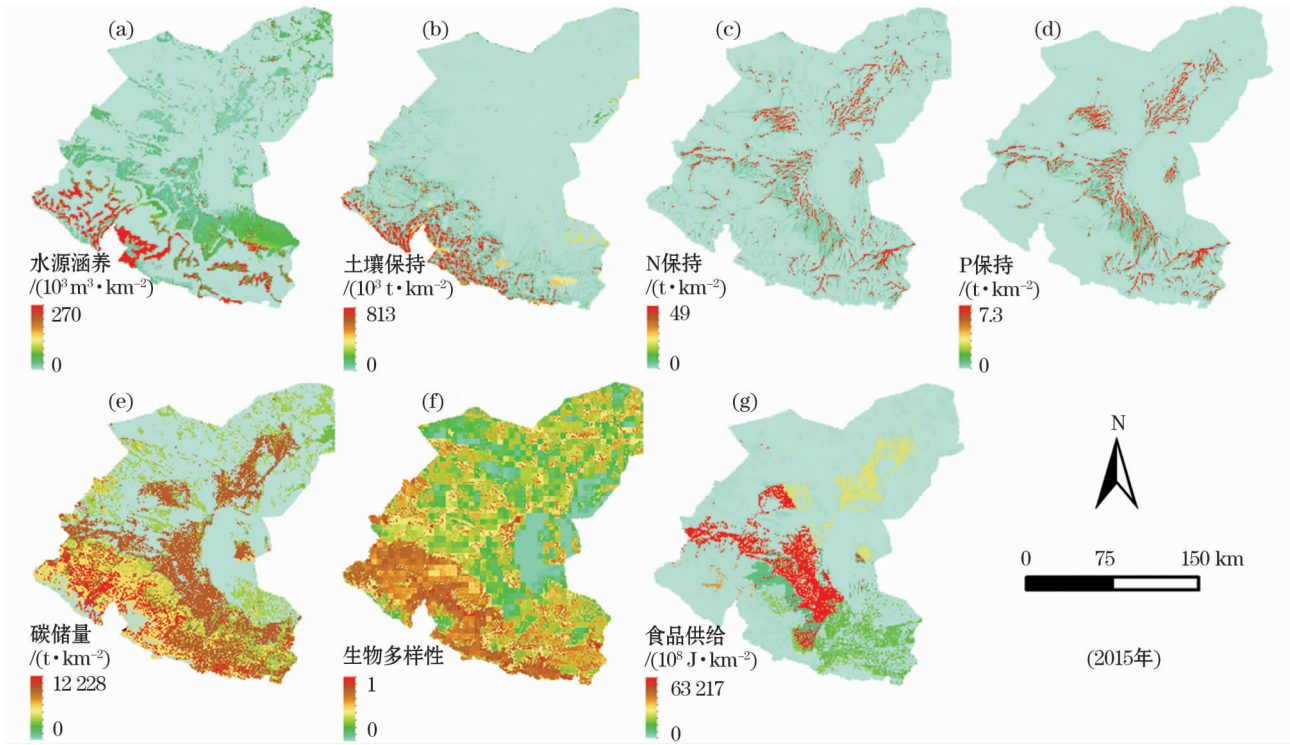 (a)
水源涵养
/(10³ m³·km⁻²)
270
0
(b)
土壤保持
/(10³ t·km⁻²)
813
0
(c)
N保持
/(t·km⁻²)
49
0
(d)
P保持
/(t·km⁻²)
7.3
0
(e)
碳储量
/(t·km⁻²)
12 228
0
(f)
生物多样性
1
0
(g)
食品供给
/(10⁸ J·km⁻²)
63 217
0
N
0 75 150 km
(2015年)